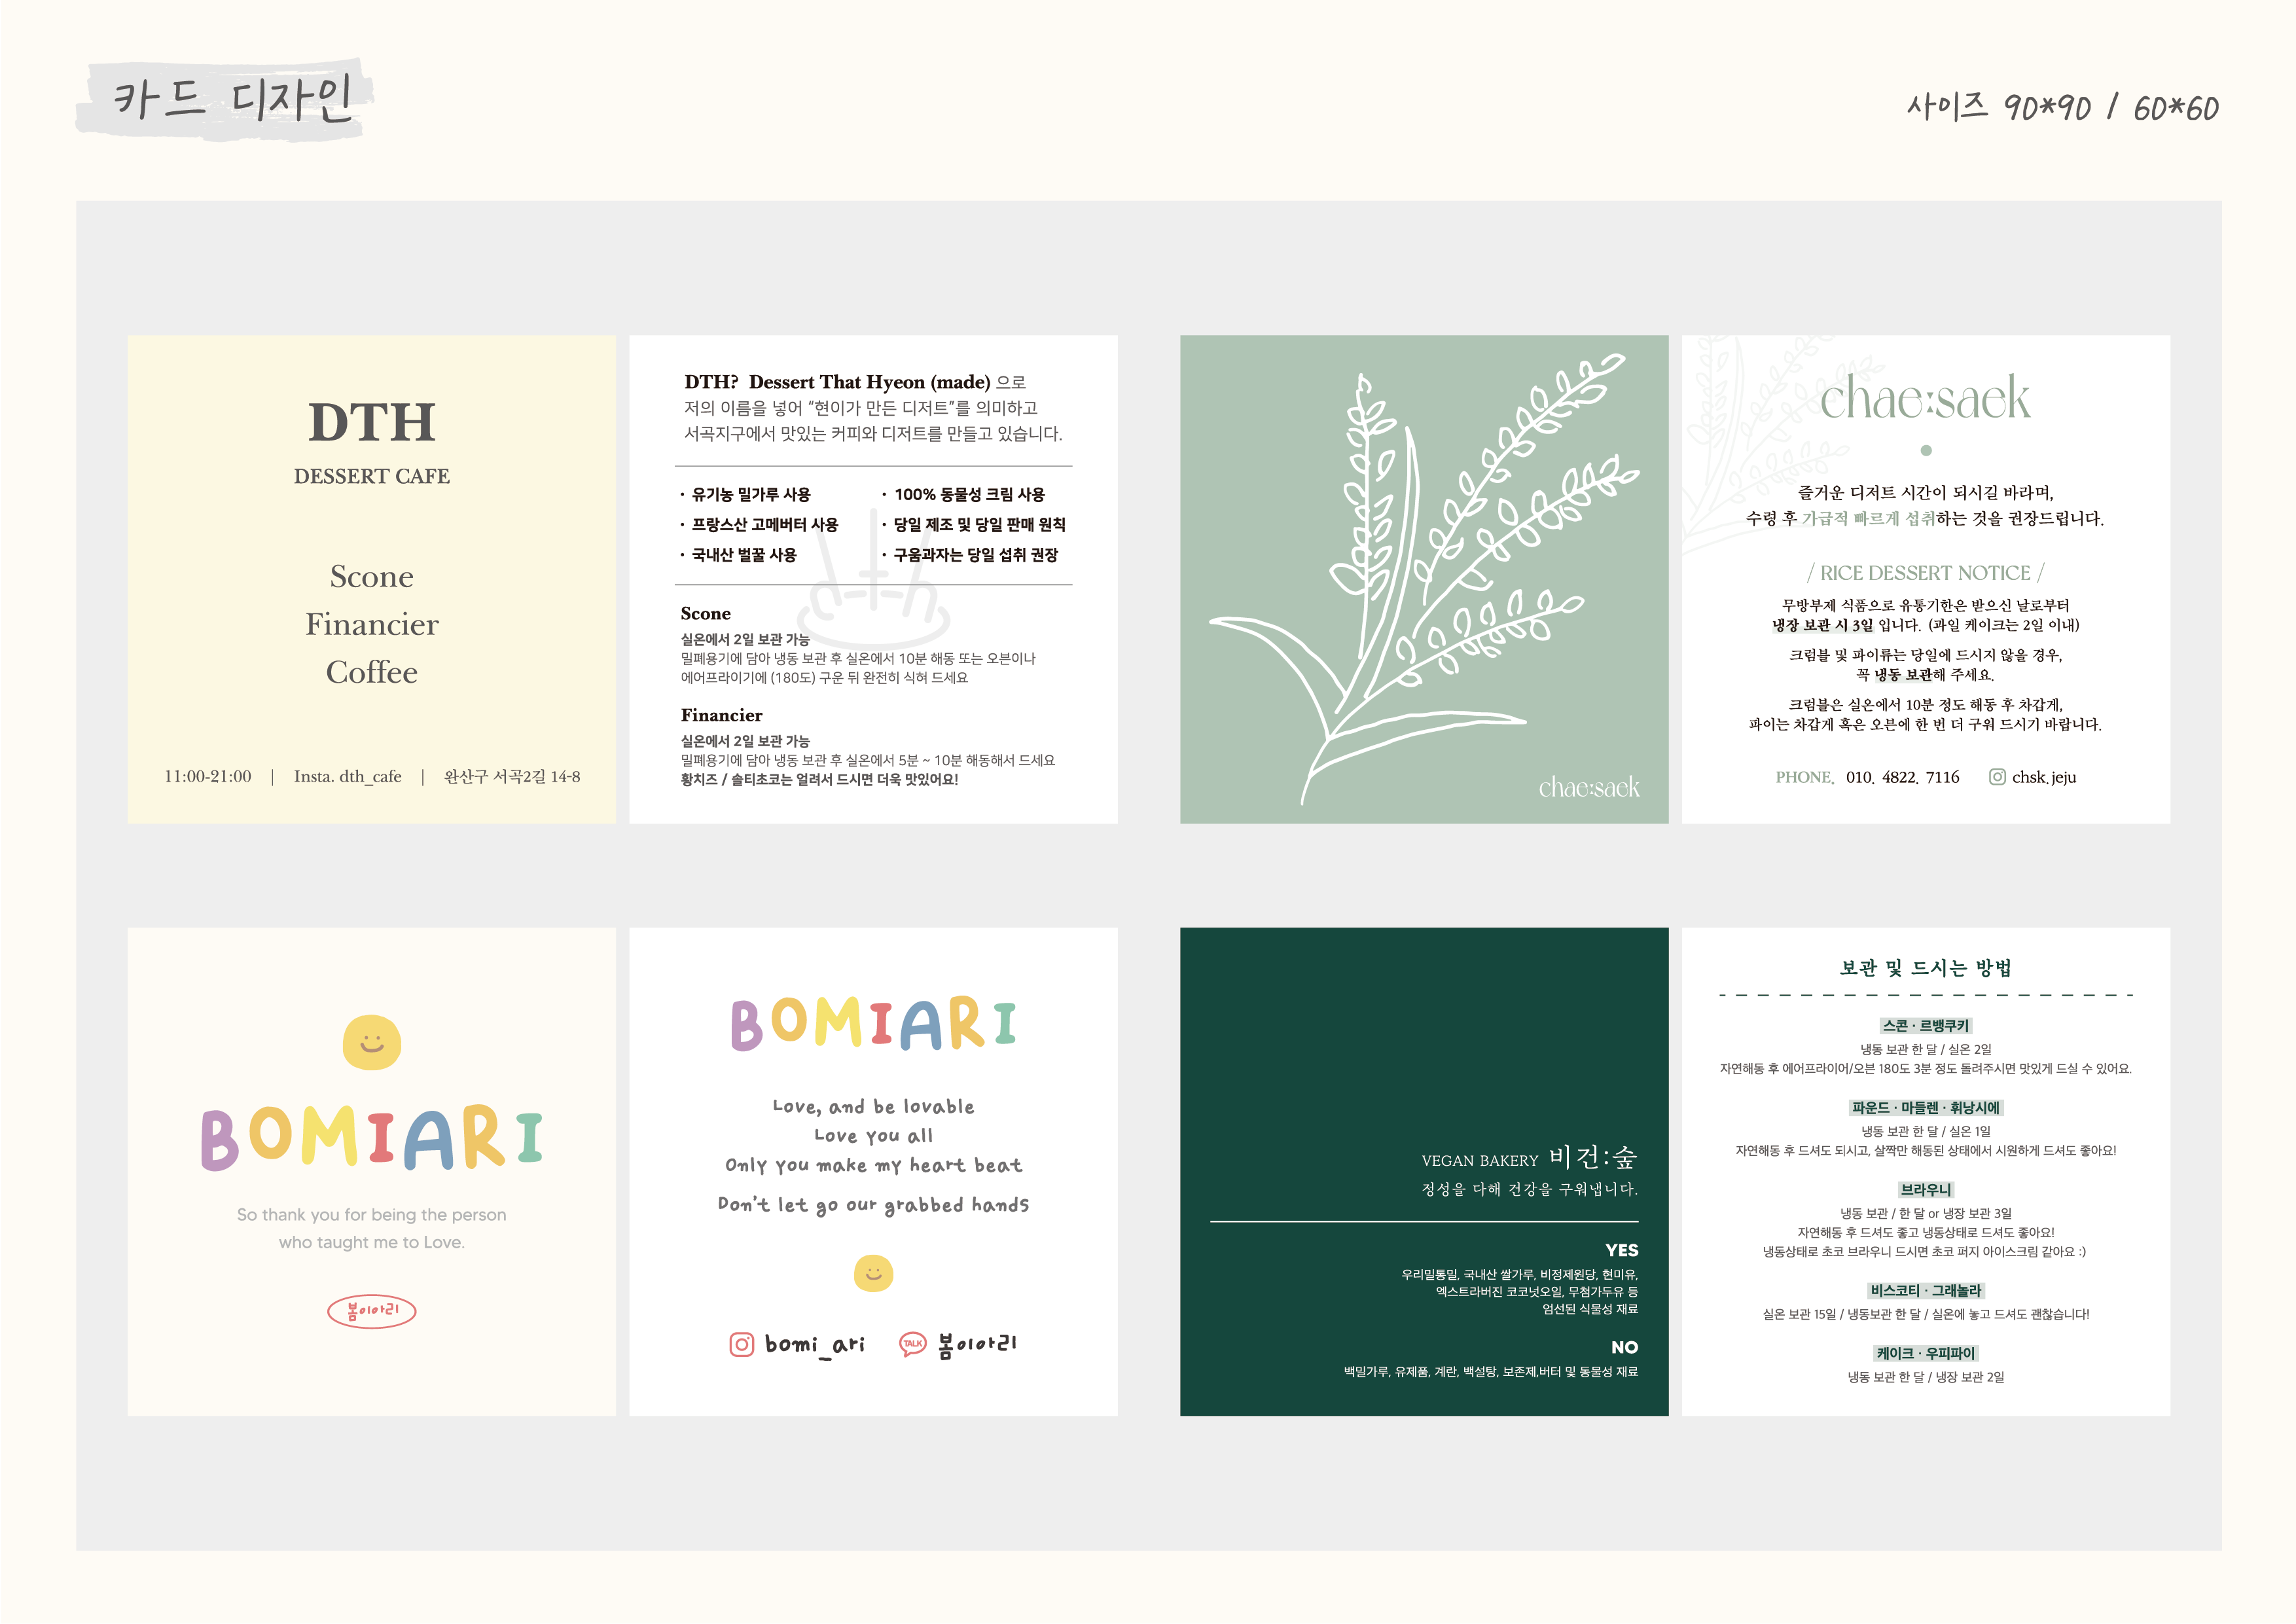 카드 디자인
사이즈 90*90 / 60*60
DTH
DESSERT CAFE
Scone
Financier
Coffee
11:00-21:00 | Insta. dth_cafe | 완산구 서곡2길 14-8
DTH? Dessert That Hyeon (made) 으로
저의 이름을 넣어 “현이가 만든 디저트”를 의미하고
서곡지구에서 맛있는 커피와 디저트를 만들고 있습니다.
· 유기농 밀가루 사용
· 프랑스산 고메버터 사용
· 국내산 벌꿀 사용
· 100% 동물성 크림 사용
· 당일 제조 및 당일 판매 원칙
· 구움과자는 당일 섭취 권장
dth
Scone
실온에서 2일 보관 가능
밀폐용기에 담아 냉동 보관 후 실온에서 10분 해동 또는 오븐이나
에어프라이기에 (180도) 구운 뒤 완전히 식혀 드세요
Financier
실온에서 2일 보관 가능
밀폐용기에 담아 냉동 보관 후 실온에서 5분 ~ 10분 해동해서 드세요
황치즈 / 솔티초코는 얼려서 드시면 더욱 맛있어요!
chae:saek
chae:saek
즐거운 디저트 시간이 되시길 바라며,
수령 후 가급적 빠르게 섭취하는 것을 권장드립니다.
/ RICE DESSERT NOTICE /
무방부제 식품으로 유통기한은 받으신 날로부터
냉장 보관 시 3일 입니다. (과일 케이크는 2일 이내)
크럼블 및 파이류는 당일에 드시지 않을 경우,
꼭 냉동 보관해 주세요.
크럼블은 실온에서 10분 정도 해동 후 차갑게,
파이는 차갑게 혹은 오븐에 한 번 더 구워 드시기 바랍니다.
PHONE. 010. 4822. 7116 chsk.jeju
BOMIARI
So thank you for being the person
who taught me to Love.
봄이아리
BOMIARI
Love, and be lovable
Love you all
Only you make my heart beat
Don't let go our grabbed hands
bomi_ari TALK 봄이아리
VEGAN BAKERY 비건:숲
정성을 다해 건강을 구워냅니다.
YES
우리밀통밀, 국내산 쌀가루, 비정제원당, 현미유,
엑스트라버진 코코넛오일, 무첨가두유 등
엄선된 식물성 재료
NO
백밀가루, 유제품, 계란, 백설탕, 보존제,버터 및 동물성 재료
보관 및 드시는 방법
스콘 · 르뱅쿠키
냉동 보관 한 달 / 실온 2일
자연해동 후 에어프라이어/오븐 180도 3분 정도 돌려주시면 맛있게 드실 수 있어요.
파운드 · 마들렌 · 휘낭시에
냉동 보관 한 달 / 실온 1일
자연해동 후 드셔도 되시고, 살짝만 해동된 상태에서 시원하게 드셔도 좋아요!
브라우니
냉동 보관 / 한 달 or 냉장 보관 3일
자연해동 후 드셔도 좋고 냉동상태로 드셔도 좋아요!
냉동상태로 초코 브라우니 드시면 초코 퍼지 아이스크림 같아요 :)
비스코티 · 그래놀라
실온 보관 15일 / 냉동보관 한 달 / 실온에 놓고 드셔도 괜찮습니다!
케이크 · 우피파이
냉동 보관 한 달 / 냉장 보관 2일